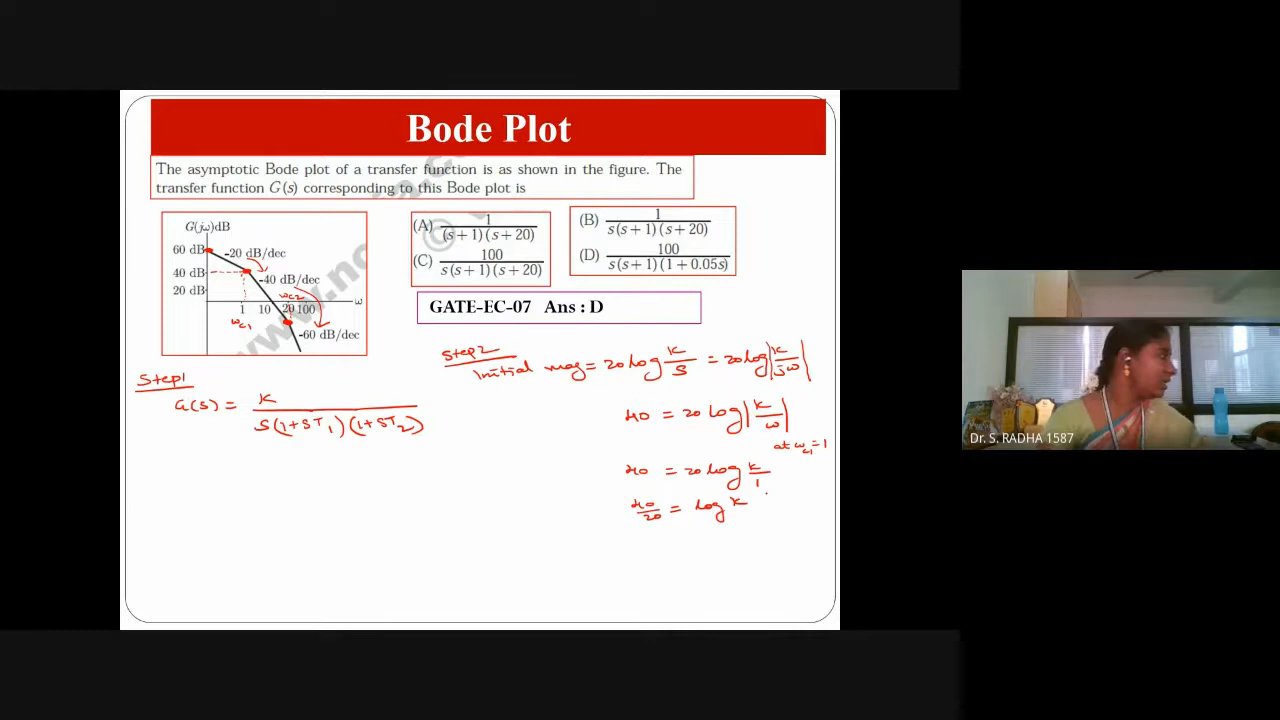 Bode Plot
The asymptotic Bode plot of a transfer function is as shown in the figure. The
transfer function G(s) corresponding to this Bode plot is
G(jω)dB
60 dB
-20 dB/dec
40 dB
-40 dB/dec
20 dB
ωc2
1 10 20 100 ω
ωc1
-60 dB/dec
(A) 1/((s+1)(s+20))
(B) 1/(s(s+1)(s+20))
(C) 100/(s(s+1)(s+20))
(D) 100/(s(s+1)(1+0.05s))
GATE-EC-07 Ans : D
Step1
G(s) = K/(s(1+ST1)(1+ST2))
Step2
Initial mag = 20 log K/S = 20 log |K/jω|
40 = 20 log |K/ω|
at ωc1=1
40 = 20 log K/1
40/20 = log K
Dr. S. RADHA 1587